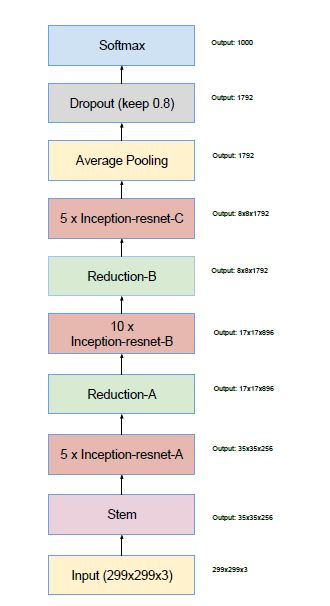 Softmax
Output: 1000
Dropout (keep 0.8)
Output: 1792
Average Pooling
Output: 1792
5 x Inception-resnet-C
Output: 8x8x1792
Reduction-B
Output: 8x8x1792
10 x
Inception-resnet-B
Output: 17x17x896
Reduction-A
Output: 17x17x896
5 x Inception-resnet-A
Output: 35x35x256
Stem
Output: 35x35x256
Input (299x299x3)
299x299x3